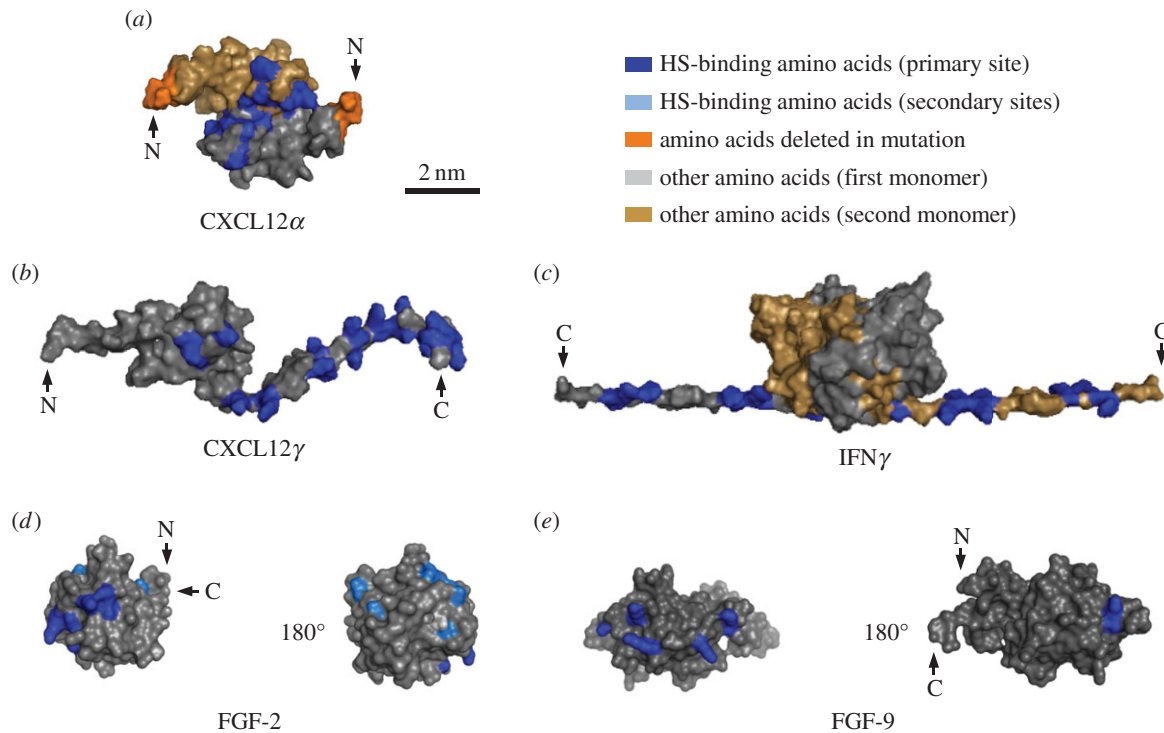 (a)
N
N
2 nm
CXCL12α
HS-binding amino acids (primary site)
HS-binding amino acids (secondary sites)
amino acids deleted in mutation
other amino acids (first monomer)
other amino acids (second monomer)
(b)
N
C
CXCL12γ
(c)
C
C
IFNγ
(d)
N
C
180°
FGF-2
(e)
N
180°
C
FGF-9